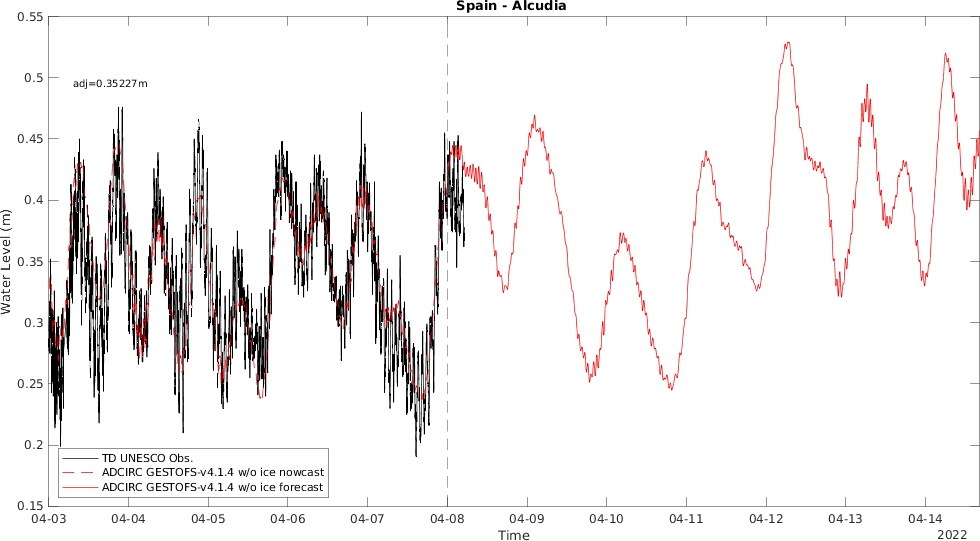 Spain - Alcudia
adj=0.35227m
Water Level (m)
0.55
0.5
0.45
0.4
0.35
0.3
0.25
0.2
0.15
TD UNESCO Obs.
ADCIRC GESTOFS-v4.1.4 w/o ice nowcast
ADCIRC GESTOFS-v4.1.4 w/o ice forecast
04-03 04-04 04-05 04-06 04-07 04-08 04-09 04-10 04-11 04-12 04-13 04-14
Time
2022